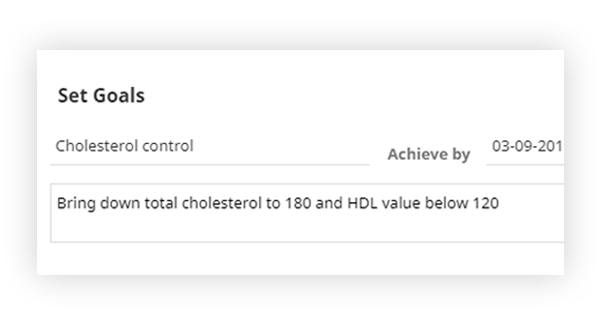 Set Goals
Cholesterol control
Achieve by 03-09-201
Bring down total cholesterol to 180 and HDL value below 120